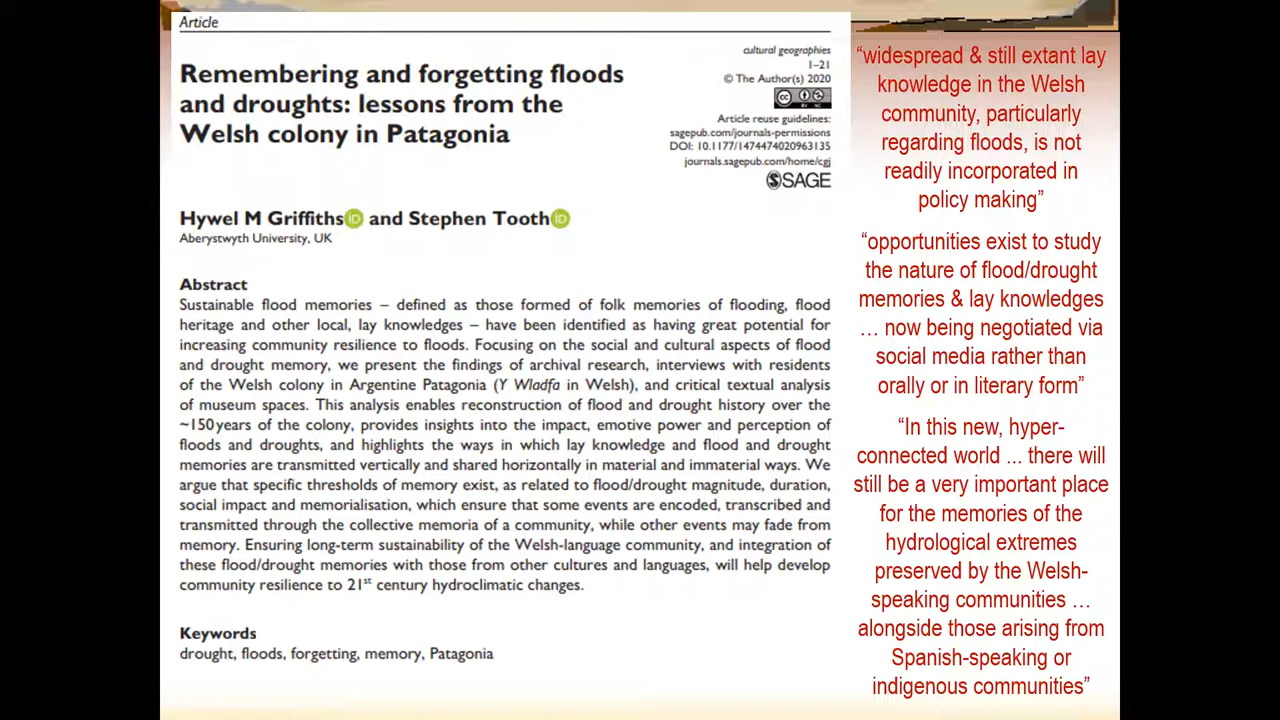 Article
cultural geographies
1–21
© The Author(s) 2020
Article reuse guidelines:
sagepub.com/journals-permissions
DOI: 10.1177/1474474020963135
journals.sagepub.com/home/cgj
SAGE
Remembering and forgetting floods
and droughts: lessons from the
Welsh colony in Patagonia
Hywel M Griffiths and Stephen Tooth
Aberystwyth University, UK
Abstract
Sustainable flood memories – defined as those formed of folk memories of flooding, flood
heritage and other local, lay knowledges – have been identified as having great potential for
increasing community resilience to floods. Focusing on the social and cultural aspects of flood
and drought memory, we present the findings of archival research, interviews with residents
of the Welsh colony in Argentine Patagonia (Y Wladfa in Welsh), and critical textual analysis
of museum spaces. This analysis enables reconstruction of flood and drought history over the
~150 years of the colony, provides insights into the impact, emotive power and perception of
floods and droughts, and highlights the ways in which lay knowledge and flood and drought
memories are transmitted vertically and shared horizontally in material and immaterial ways. We
argue that specific thresholds of memory exist, as related to flood/drought magnitude, duration,
social impact and memorialisation, which ensure that some events are encoded, transcribed and
transmitted through the collective memoria of a community, while other events may fade from
memory. Ensuring long-term sustainability of the Welsh-language community, and integration of
these flood/drought memories with those from other cultures and languages, will help develop
community resilience to 21st century hydroclimatic changes.
Keywords
drought, floods, forgetting, memory, Patagonia
“widespread & still extant lay
knowledge in the Welsh
community, particularly
regarding floods, is not
readily incorporated in
policy making”
“opportunities exist to study
the nature of flood/drought
memories & lay knowledges
… now being negotiated via
social media rather than
orally or in literary form”
“In this new, hyper-
connected world ... there will
still be a very important place
for the memories of the
hydrological extremes
preserved by the Welsh-
speaking communities …
alongside those arising from
Spanish-speaking or
indigenous communities”